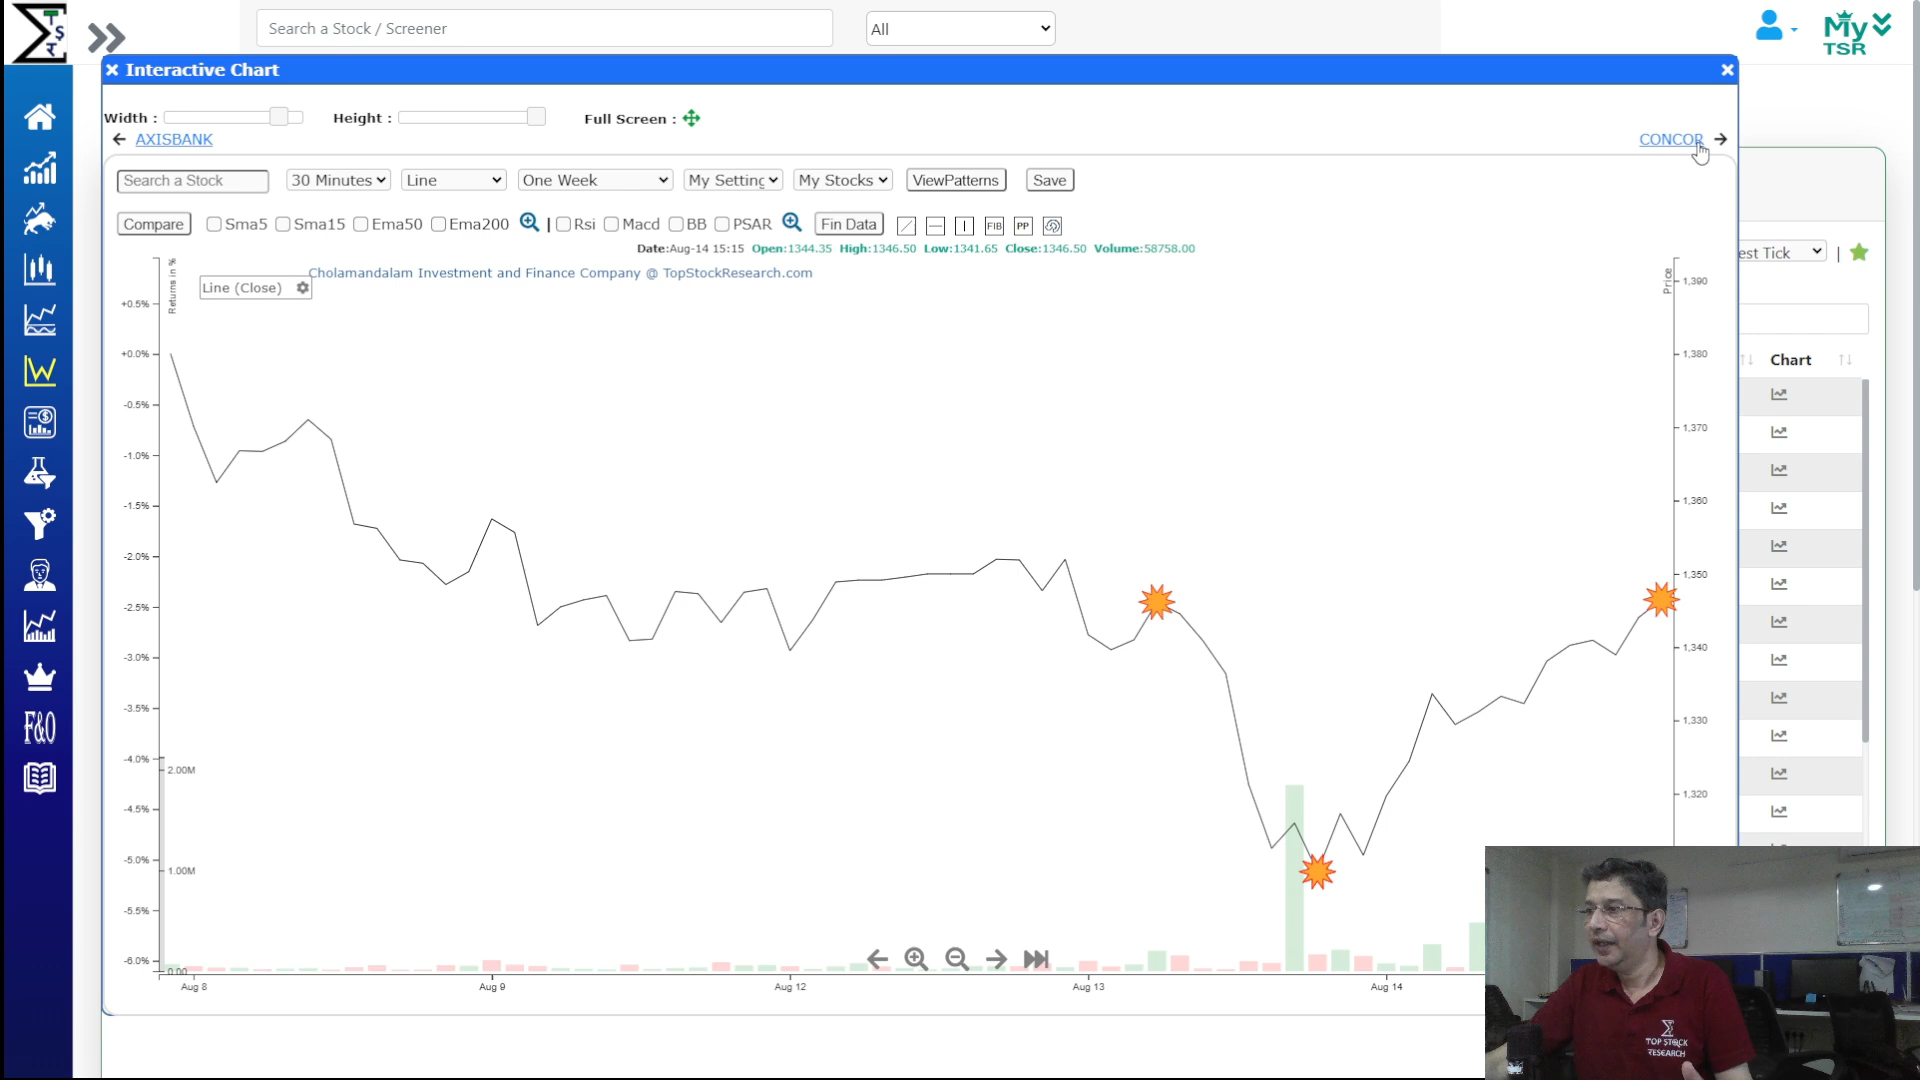 Search a Stock / Screener
All
My
TSR
Interactive Chart
Width :
Height :
Full Screen :
AXISBANK
CONCOR
Search a Stock
30 Minutes
Line
One Week
My Setting
My Stocks
ViewPatterns
Save
Compare
Sma5
Sma15
Ema50
Ema200
|
Rsi
Macd
BB
PSAR
Fin Data
FIB
PP
Date:Aug-14 15:15 Open:1344.35 High:1346.50 Low:1341.65 Close:1346.50 Volume:58758.00
est Tick
|
Cholamandalam Investment and Finance Company @ TopStockResearch.com
Line (Close)
Returns in %
Price
+0.5%
+0.0%
-0.5%
-1.0%
-1.5%
-2.0%
-2.5%
-3.0%
-3.5%
-4.0%
-4.5%
-5.0%
-5.5%
-6.0%
2.00M
1.00M
0.00
1,390
1,380
1,370
1,360
1,350
1,340
1,330
1,320
Chart
Aug 8
Aug 9
Aug 12
Aug 13
Aug 14
F&O
TOP STOCK
RESEARCH